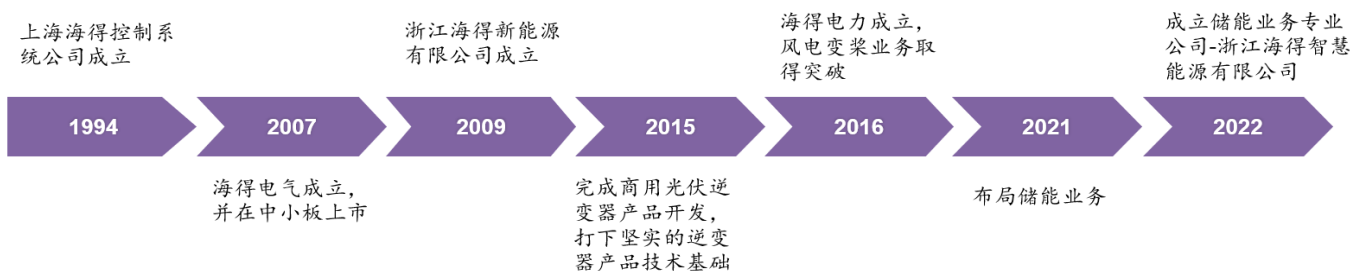 上海海得控制系
统公司成立
浙江海得新能源
有限公司成立
海得电力成立，
风电变桨业务取
得突破
成立储能业务专业
公司-浙江海得智慧
能源有限公司
1994
2007
2009
2015
2016
2021
2022
海得电气成立，
并在中小板上市
完成商用光伏逆
变器产品开发，
打下坚实的逆变
器产品技术基础
布局储能业务